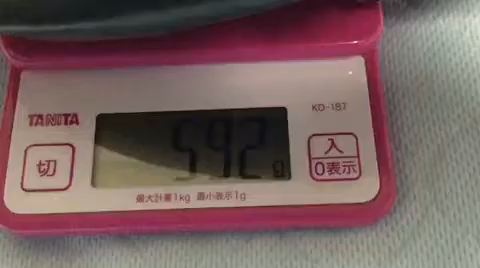 KD-187
TANITA
592 g
切
入
0表示
最大計量1kg 最小表示1g